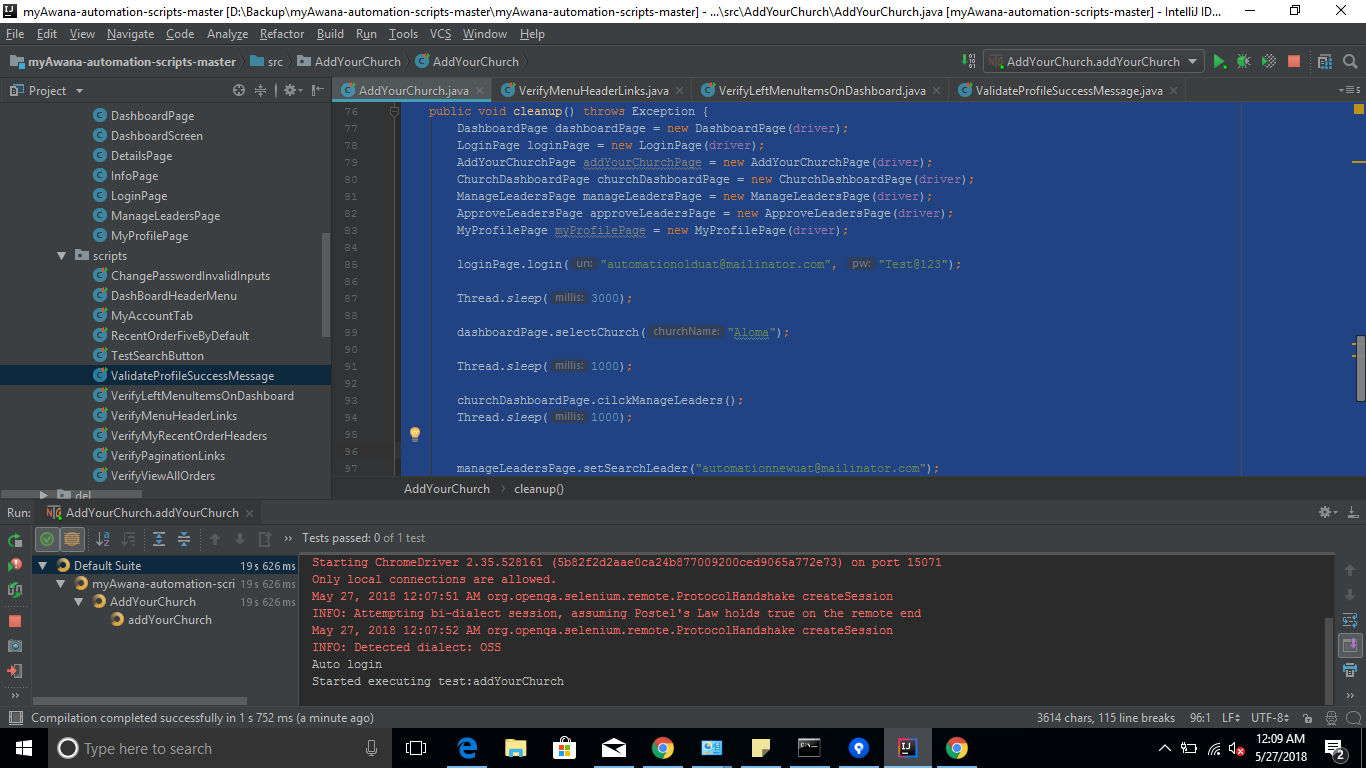 myAwana-automation-scripts-master [D:\Backup\myAwana-automation-scripts-master\myAwana-automation-scripts-master] - ...\src\AddYourChurch\AddYourChurch.java [myAwana-automation-scripts-master] - IntelliJ ID...
File Edit View Navigate Code Analyze Refactor Build Run Tools VCS Window Help
myAwana-automation-scripts-master src AddYourChurch AddYourChurch AddYourChurch.addYourChurch
Project
AddYourChurch.java VerifyMenuHeaderLinks.java VerifyLeftMenuItemsOnDashboard.java ValidateProfileSuccessMessage.java
DashboardPage
DashboardScreen
DetailsPage
InfoPage
LoginPage
ManageLeadersPage
MyProfilePage
scripts
ChangePasswordInvalidInputs
DashBoardHeaderMenu
MyAccountTab
RecentOrderFiveByDefault
TestSearchButton
ValidateProfileSuccessMessage
VerifyLeftMenuItemsOnDashboard
VerifyMenuHeaderLinks
VerifyMyRecentOrderHeaders
VerifyPaginationLinks
VerifyViewAllOrders
del
76 public void cleanup() throws Exception {
77 DashboardPage dashboardPage = new DashboardPage(driver);
78 LoginPage loginPage = new LoginPage(driver);
79 AddYourChurchPage addYourChurchPage = new AddYourChurchPage(driver);
80 ChurchDashboardPage churchDashboardPage = new ChurchDashboardPage(driver);
81 ManageLeadersPage manageLeadersPage = new ManageLeadersPage(driver);
82 ApproveLeadersPage approveLeadersPage = new ApproveLeadersPage(driver);
83 MyProfilePage myProfilePage = new MyProfilePage(driver);
84
85 loginPage.login( un: "automationolduat@mailinator.com", pw: "Test@123");
86
87 Thread.sleep( millis: 3000);
88
89 dashboardPage.selectChurch( churchName: "Aloma");
90
91 Thread.sleep( millis: 1000);
92
93 churchDashboardPage.cilckManageLeaders();
94 Thread.sleep( millis: 1000);
95
96
97 manageLeadersPage.setSearchLeader("automationnewuat@mailinator.com");
AddYourChurch cleanup()
Run: AddYourChurch.addYourChurch
Tests passed: 0 of 1 test
Default Suite 19 s 626 ms
myAwana-automation-scri 19 s 626 ms
AddYourChurch 19 s 626 ms
addYourChurch
Starting ChromeDriver 2.35.528161 (5b82f2d2aae0ca24b877009200ced9065a772e73) on port 15071
Only local connections are allowed.
May 27, 2018 12:07:51 AM org.openqa.selenium.remote.ProtocolHandshake createSession
INFO: Attempting bi-dialect session, assuming Postel's Law holds true on the remote end
May 27, 2018 12:07:52 AM org.openqa.selenium.remote.ProtocolHandshake createSession
INFO: Detected dialect: OSS
Auto login
Started executing test:addYourChurch
Compilation completed successfully in 1 s 752 ms (a minute ago) 3614 chars, 115 line breaks 96:1 LF UTF-8
Type here to search
12:09 AM
5/27/2018
2